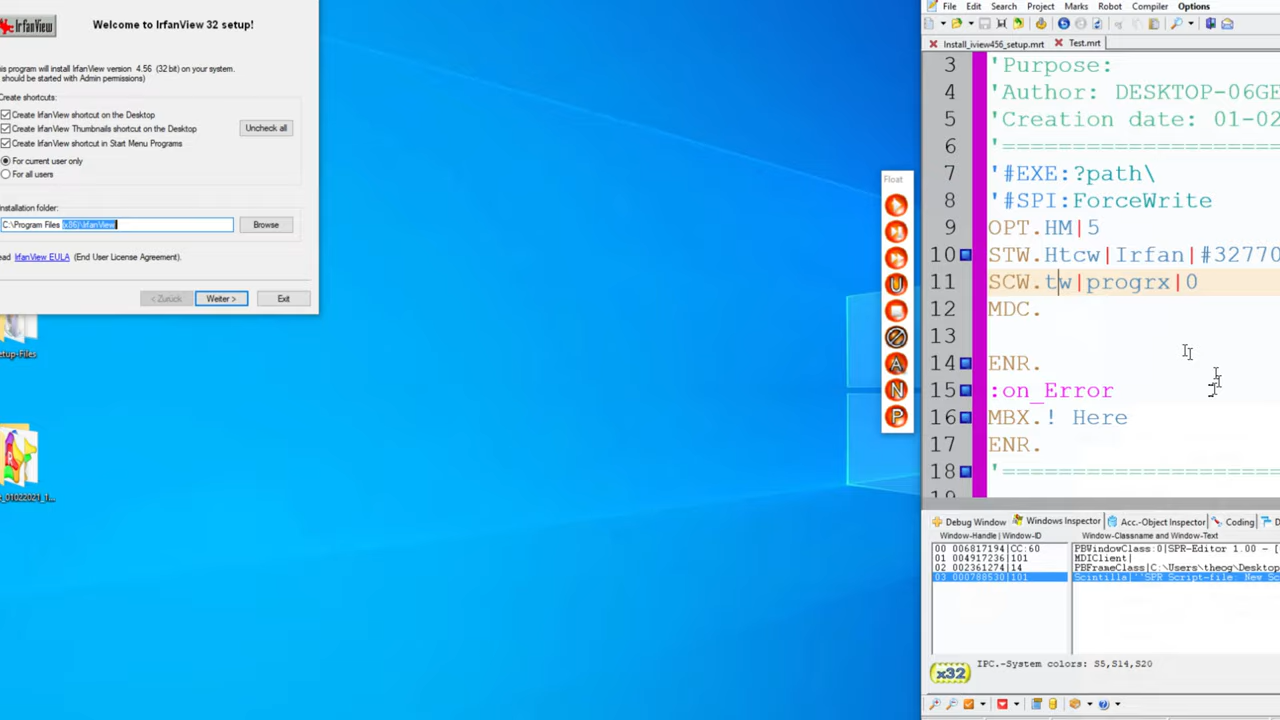 IrfanView
Welcome to IrfanView 32 setup!
his program will install IrfanView version 4.56 (32 bit) on your system.
should be started with Admin permissions)
Create shortcuts:
Create IrfanView shortcut on the Desktop
Create IrfanView Thumbnails shortcut on the Desktop
Create IrfanView shortcut in Start Menu Programs
Uncheck all
For current user only
For all users
nstallation folder:
C:\Program Files (x86)\IrfanView
Browse
ead IrfanView EULA (End User License Agreement).
< Zurück
Weiter >
Exit
etup-Files
e_01022021_1...
Float
U
A
N
P
File Edit Search Project Marks Robot Compiler Options
Install_iview456_setup.mrt
Test.mrt
3 'Purpose:
4 'Author: DESKTOP-06GE
5 'Creation date: 01-02
6 '=====================
7 '#EXE:?path\
8 '#SPI:ForceWrite
9 OPT.HM|5
10 STW.Htcw|Irfan|#32770
11 SCW.tw|progrx|0
12 MDC.
13
14 ENR.
15 :on_Error
16 MBX.! Here
17 ENR.
18 '=====================
19
Debug Window
Windows Inspector
Acc.-Object Inspector
Coding
D
Window-Handle | Window-ID
Window-Classname and Window-Text
00 006817194|CC:60
PBWindowClass:0|SPR-Editor 1.00 - [
01 004917236|101
MDIClient|
02 002361274|14
PBFrameClass|C:\Users\theog\Desktop
03 000788530|101
Scintilla|''SPR Script-file: New Sc
x32
IPC.-System colors: S5,S14,S20